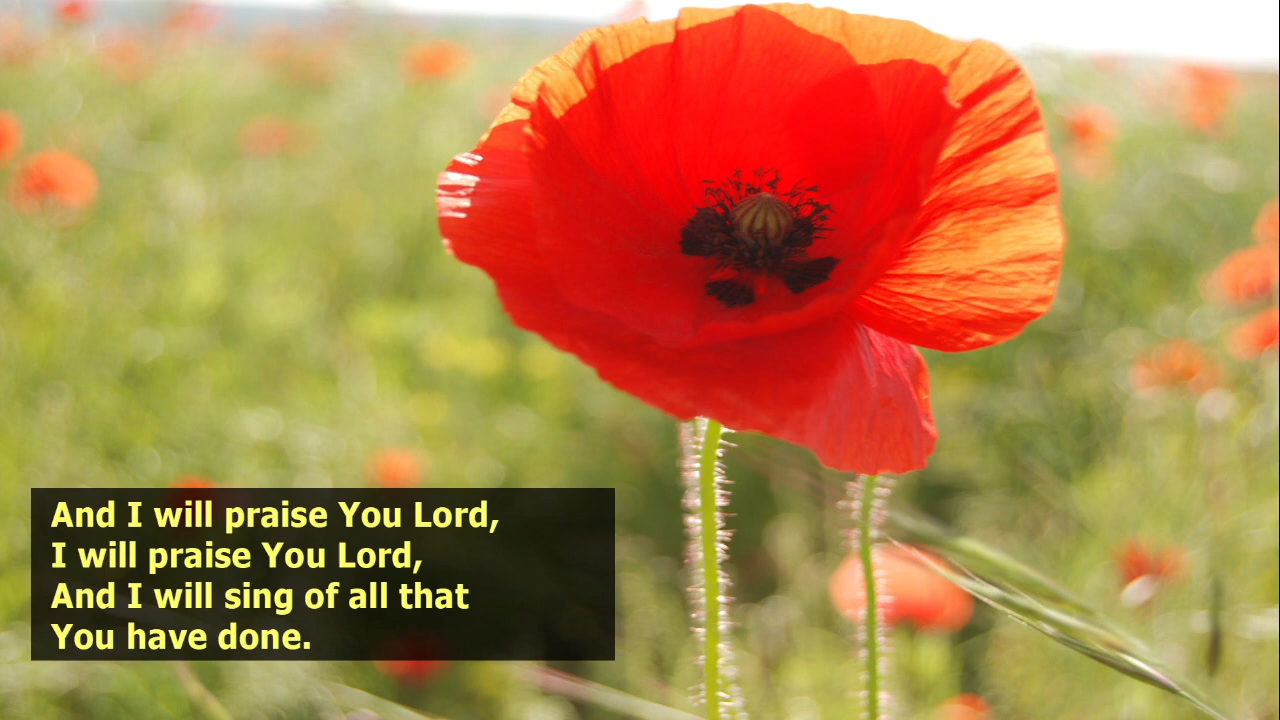 And I will praise You Lord,
I will praise You Lord,
And I will sing of all that
You have done.